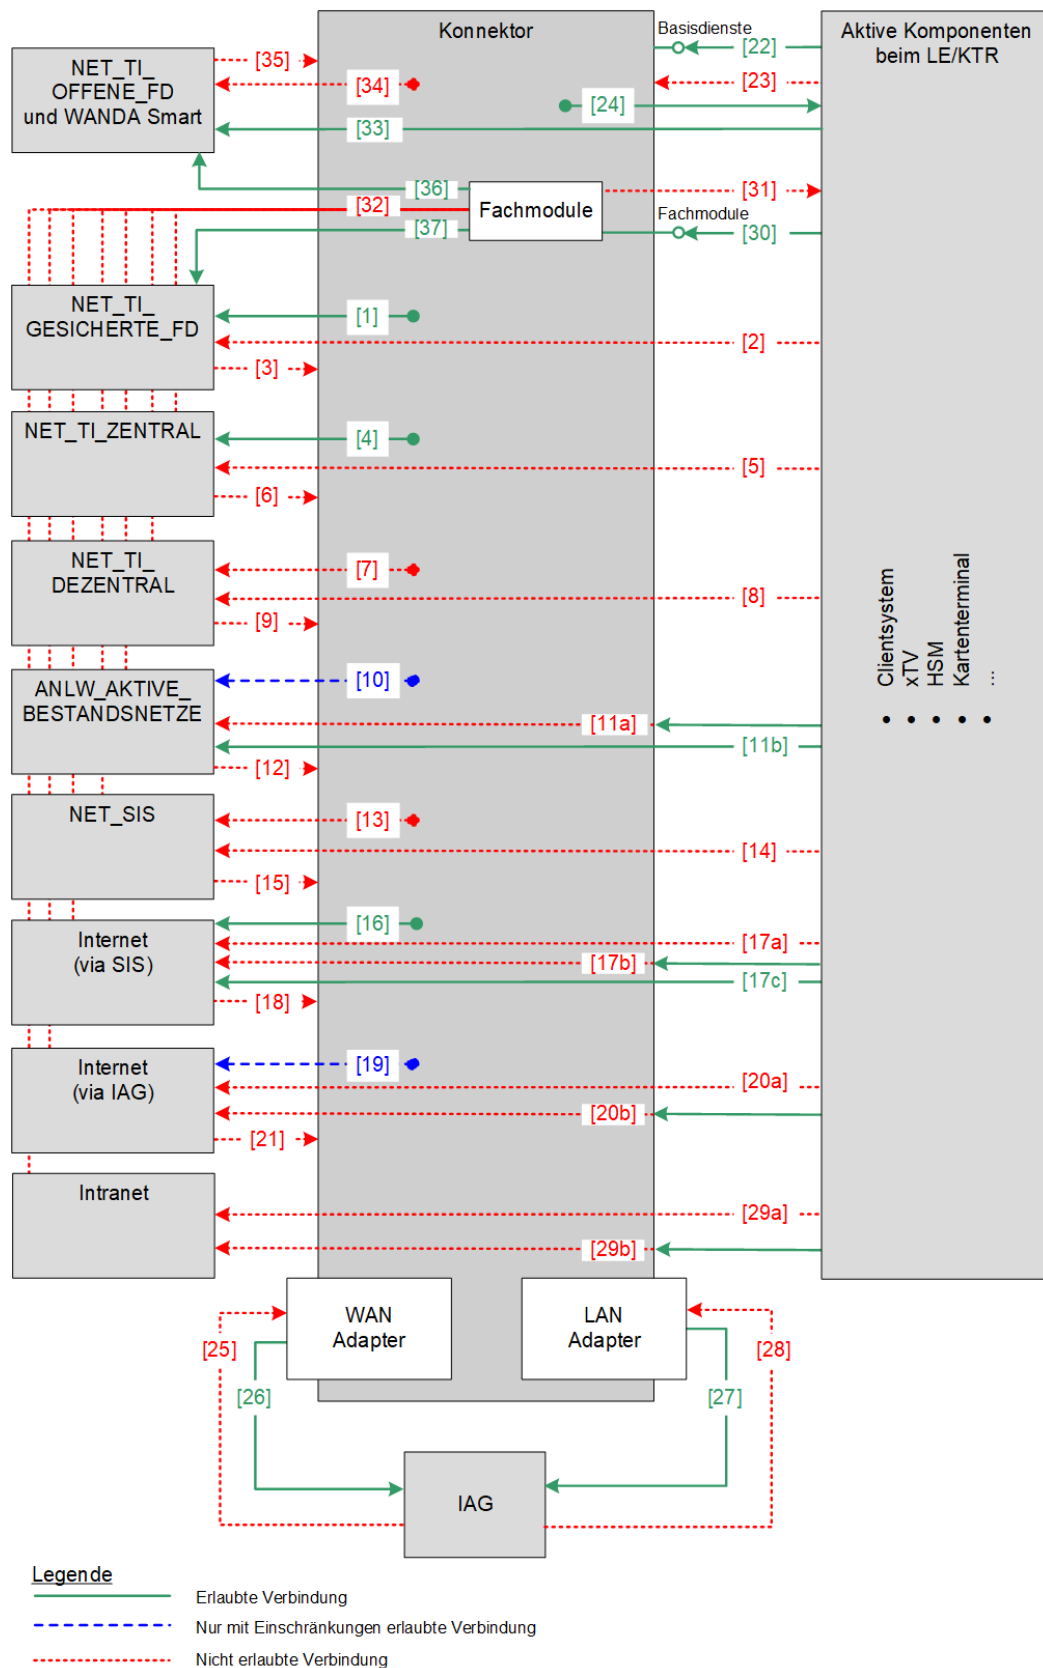 Konnektor
Basisdienste
[22]
Aktive Komponenten
beim LE/KTR
NET_TI_
OFFENE_FD
und WANDA Smart
[35]
[34]
[23]
[24]
[33]
[36]
[31]
[32]
Fachmodule
Fachmodule
[37]
[30]
NET_TI_
GESICHERTE_FD
[1]
[2]
[3]
NET_TI_ZENTRAL
[4]
[5]
[6]
NET_TI_
DEZENTRAL
[7]
[8]
[9]
ANLW_AKTIVE_
BESTANDSNETZE
[10]
[11a]
[11b]
[12]
• Clientsystem
• xTV
• HSM
• Kartenterminal
• ...
NET_SIS
[13]
[14]
[15]
Internet
(via SIS)
[16]
[17a]
[17b]
[17c]
[18]
Internet
(via IAG)
[19]
[20a]
[20b]
[21]
Intranet
[29a]
[29b]
WAN
Adapter
LAN
Adapter
[25]
[28]
[26]
[27]
IAG
Legende
Erlaubte Verbindung
Nur mit Einschränkungen erlaubte Verbindung
Nicht erlaubte Verbindung